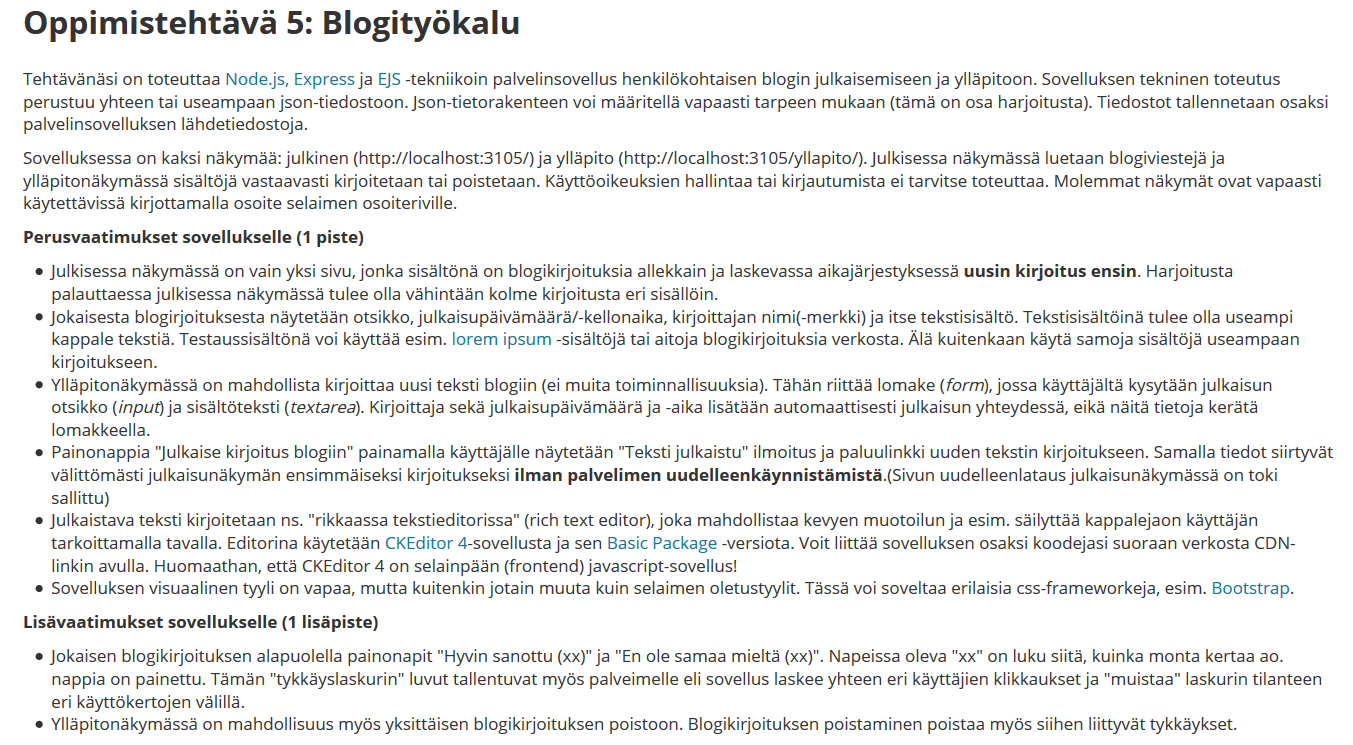 Oppimistehtävä 5: Blogityökalu
Tehtävänäsi on toteuttaa Node.js, Express ja EJS -tekniikoin palvelinsovellus henkilökohtaisen blogin julkaisemiseen ja ylläpitoon. Sovelluksen tekninen toteutus
perustuu yhteen tai useampaan json-tiedostoon. Json-tietorakenteen voi määritellä vapaasti tarpeen mukaan (tämä on osa harjoitusta). Tiedostot tallennetaan osaksi
palvelinsovelluksen lähdetiedostoja.
Sovelluksessa on kaksi näkymää: julkinen (http://localhost:3105/) ja ylläpito (http://localhost:3105/yllapito/). Julkisessa näkymässä luetaan blogiviestejä ja
ylläpitonäkymässä sisältöjä vastaavasti kirjoitetaan tai poistetaan. Käyttöoikeuksien hallintaa tai kirjautumista ei tarvitse toteuttaa. Molemmat näkymät ovat vapaasti
käytettävissä kirjottamalla osoite selaimen osoiteriville.
Perusvaatimukset sovellukselle (1 piste)
● Julkisessa näkymässä on vain yksi sivu, jonka sisältönä on blogikirjoituksia allekkain ja laskevassa aikajärjestyksessä uusin kirjoitus ensin. Harjoitusta
palauttaessa julkisessa näkymässä tulee olla vähintään kolme kirjoitusta eri sisällöin.
● Jokaisesta blogirjoituksesta näytetään otsikko, julkaisupäivämäärä/-kellonaika, kirjoittajan nimi(-merkki) ja itse tekstisisältö. Tekstisisältöinä tulee olla useampi
kappale tekstiä. Testaussisältönä voi käyttää esim. lorem ipsum -sisältöjä tai aitoja blogikirjoituksia verkosta. Älä kuitenkaan käytä samoja sisältöjä useampaan
kirjoitukseen.
● Ylläpitonäkymässä on mahdollista kirjoittaa uusi teksti blogiin (ei muita toiminnallisuuksia). Tähän riittää lomake (form), jossa käyttäjältä kysytään julkaisun
otsikko (input) ja sisältöteksti (textarea). Kirjoittaja sekä julkaisupäivämäärä ja -aika lisätään automaattisesti julkaisun yhteydessä, eikä näitä tietoja kerätä
lomakkeella.
● Painonappia "Julkaise kirjoitus blogiin" painamalla käyttäjälle näytetään "Teksti julkaistu" ilmoitus ja paluulinkki uuden tekstin kirjoitukseen. Samalla tiedot siirtyvät
välittömästi julkaisunäkymän ensimmäiseksi kirjoitukseksi ilman palvelimen uudelleenkäynnistämistä.(Sivun uudelleenlataus julkaisunäkymässä on toki
sallittu)
● Julkaistava teksti kirjoitetaan ns. "rikkaassa tekstieditorissa" (rich text editor), joka mahdollistaa kevyen muotoilun ja esim. säilyttää kappalejaon käyttäjän
tarkoittamalla tavalla. Editorina käytetään CKEditor 4-sovellusta ja sen Basic Package -versiota. Voit liittää sovelluksen osaksi koodejasi suoraan verkosta CDN-
linkin avulla. Huomaathan, että CKEditor 4 on selainpään (frontend) javascript-sovellus!
● Sovelluksen visuaalinen tyyli on vapaa, mutta kuitenkin jotain muuta kuin selaimen oletustyylit. Tässä voi soveltaa erilaisia css-frameworkeja, esim. Bootstrap.
Lisävaatimukset sovellukselle (1 lisäpiste)
● Jokaisen blogikirjoituksen alapuolella painonapit "Hyvin sanottu (xx)" ja "En ole samaa mieltä (xx)". Napeissa oleva "xx" on luku siitä, kuinka monta kertaa ao.
nappia on painettu. Tämän "tykkäyslaskurin" luvut tallentuvat myös palveimelle eli sovellus laskee yhteen eri käyttäjien klikkaukset ja "muistaa" laskurin tilanteen
eri käyttökertojen välillä.
● Ylläpitonäkymässä on mahdollisuus myös yksittäisen blogikirjoituksen poistoon. Blogikirjoituksen poistaminen poistaa myös siihen liittyvät tykkäykset.